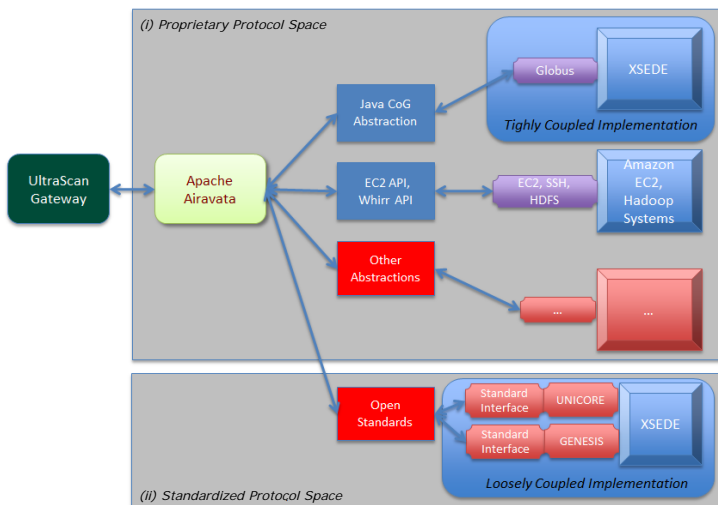 (i) Proprietary Protocol Space
Globus
XSEDE
Java CoG
Abstraction
Tighly Coupled Implementation
UltraScan
Gateway
Apache
Airavata
EC2 API,
Whirr API
EC2, SSH,
HDFS
Amazon
EC2,
Hadoop
Systems
Other
Abstractions
...
...
Open
Standards
Standard
Interface
UNICORE
Standard
Interface
GENESIS
XSEDE
Loosely Coupled Implementation
(ii) Standardized Protocol Space